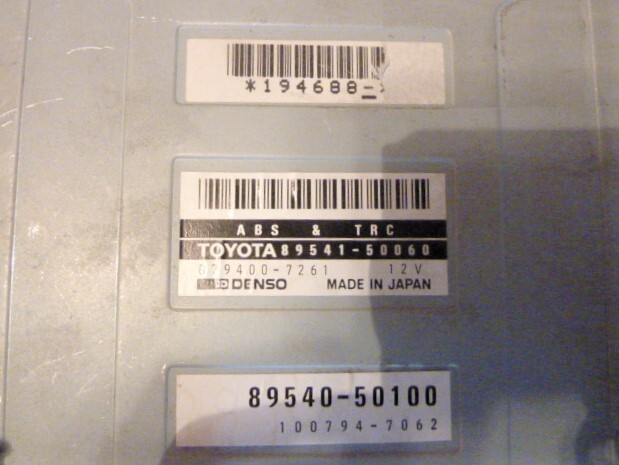 *194688-
ABS & TRC
TOYOTA 89541-50060
079400-7261 12V
DENSO MADE IN JAPAN
89540-50100
100794-7062